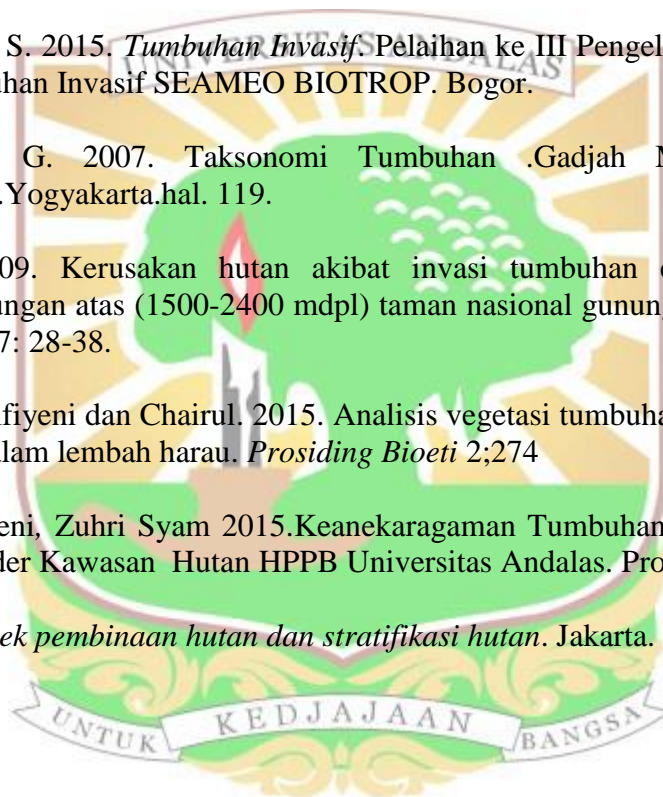 UNIVERSITAS ANDALAS
S. 2015. Tumbuhan Invasif. Pelaihan ke III Pengel
han Invasif SEAMEO BIOTROP. Bogor.
G. 2007. Taksonomi Tumbuhan .Gadjah M
.Yogyakarta.hal. 119.
09. Kerusakan hutan akibat invasi tumbuhan
ngan atas (1500-2400 mdpl) taman nasional gunung
7: 28-38.
fiyeni dan Chairul. 2015. Analisis vegetasi tumbuha
alam lembah harau. Prosiding Bioeti 2;274
eni, Zuhri Syam 2015.Keanekaragaman Tumbuhan
der Kawasan Hutan HPPB Universitas Andalas. Pro
ek pembinaan hutan dan stratifikasi hutan. Jakarta.
UNTUK KEDJAJAAN BANGSA